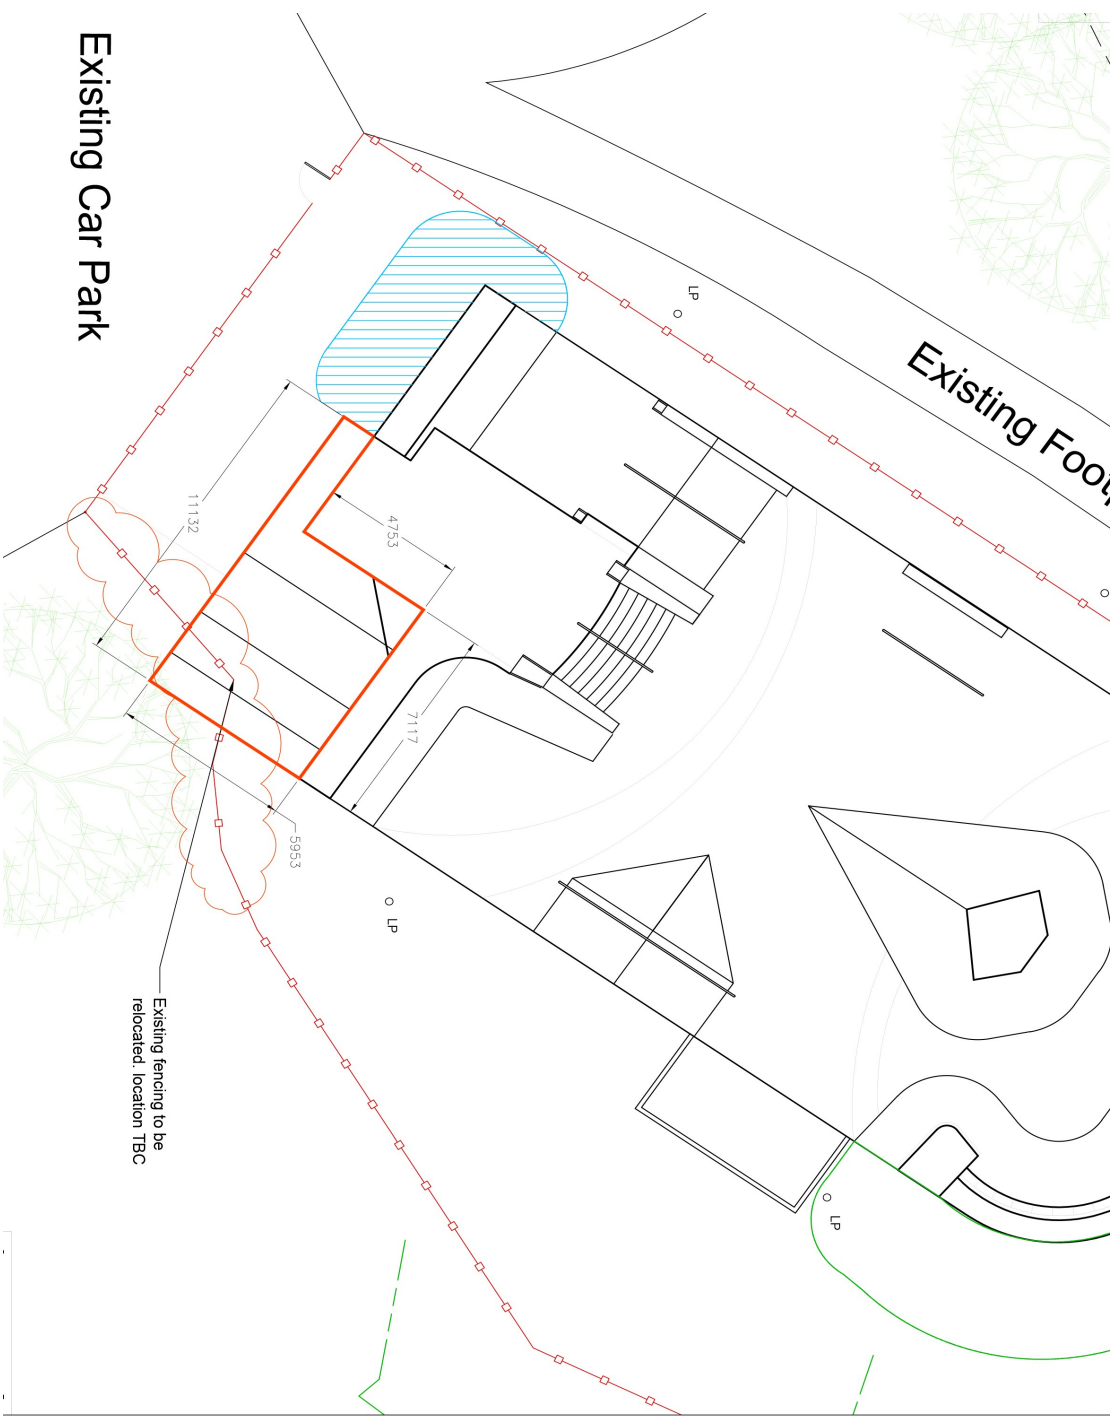 Existing Car Park
LP
Existing Foot
11132
4753
7117
5953
LP
Existing fencing to be
relocated. location TBC
LP